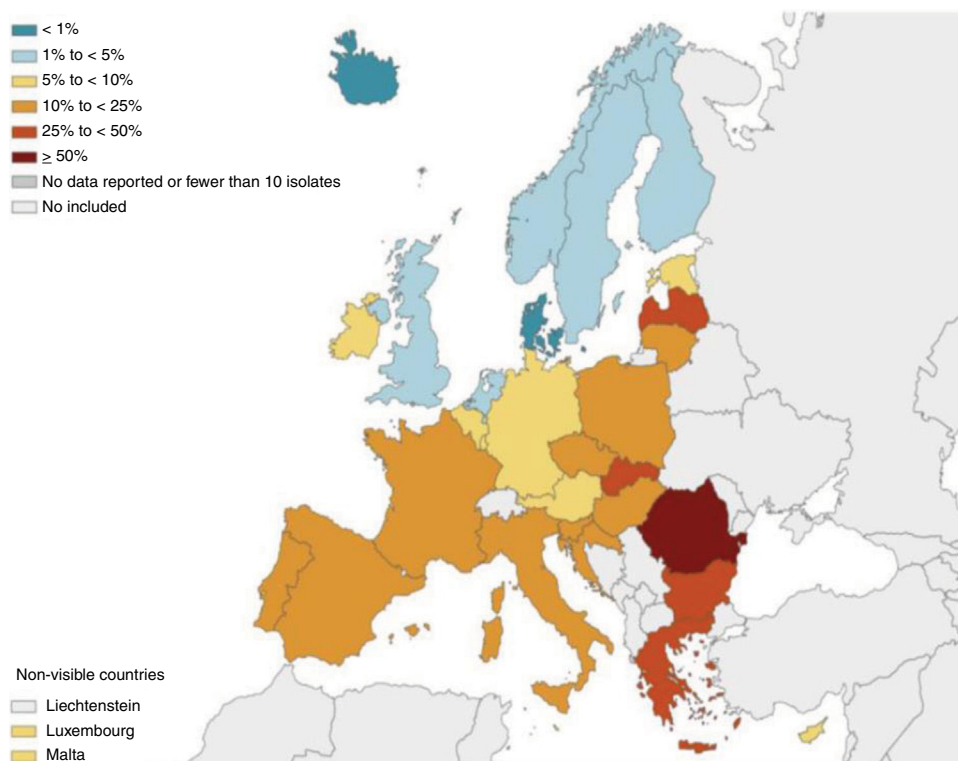 < 1%
1% to < 5%
5% to < 10%
10% to < 25%
25% to < 50%
≥ 50%
No data reported or fewer than 10 isolates
No included
Non-visible countries
Liechtenstein
Luxembourg
Malta